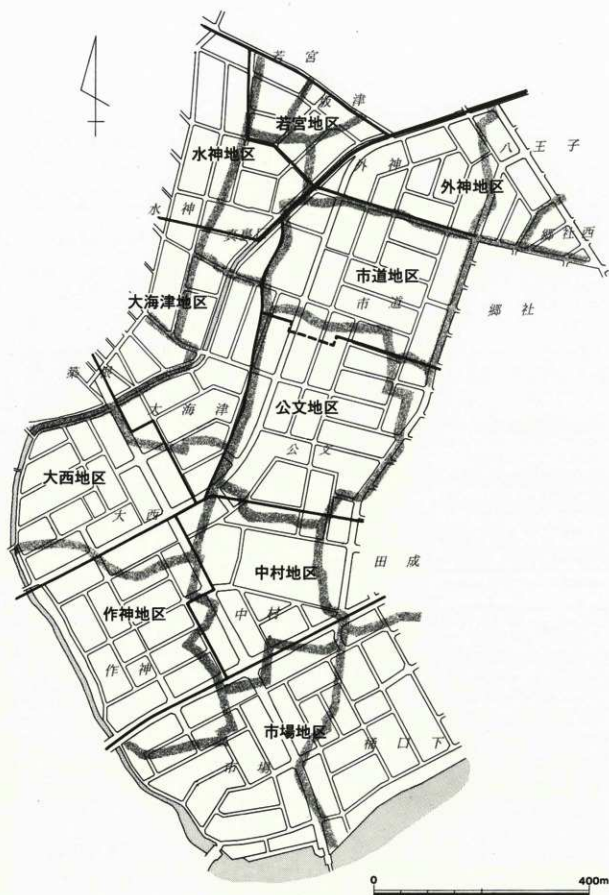 若宮
阪津
若宮地区
水神地区
外神
八王子
外神地区
水神
真裏
郷社西
市道地区
大海津地区
市道
郷社
築
大海津
公文地区
公文
大西地区
大西
中村地区
田成
作神地区
中村
作神
市場地区
樋口下
市場
0 400m